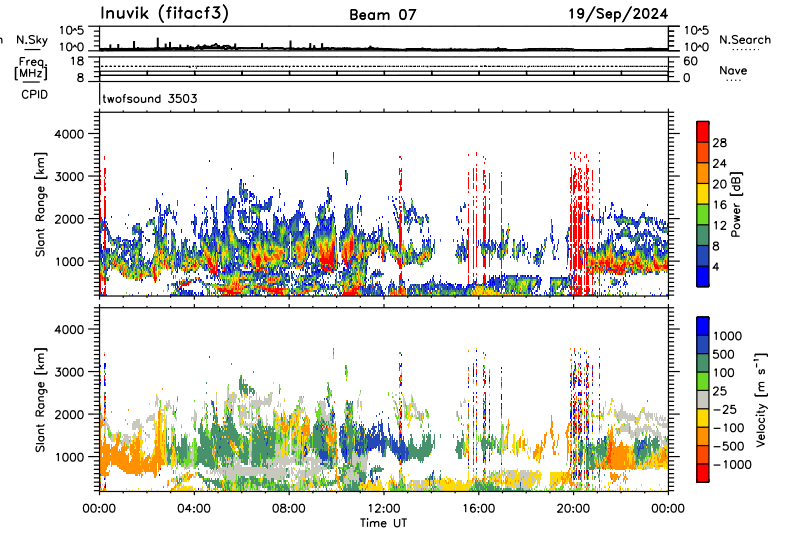 Inuvik (fitacf3) Beam 07 19/Sep/2024
n N.Sky 10^5 10^0 10^5 10^0 N.Search
Freq. [MHz] 18 8 60 0 Nave
CPID twofsound 3503
Slant Range [km] 4000 3000 2000 1000
28 24 20 16 12 8 4 Power [dB]
Slant Range [km] 4000 3000 2000 1000
1000 500 100 25 -25 -100 -500 -1000 Velocity [m s⁻¹]
00:00 04:00 08:00 12:00 16:00 20:00 00:00
Time UT